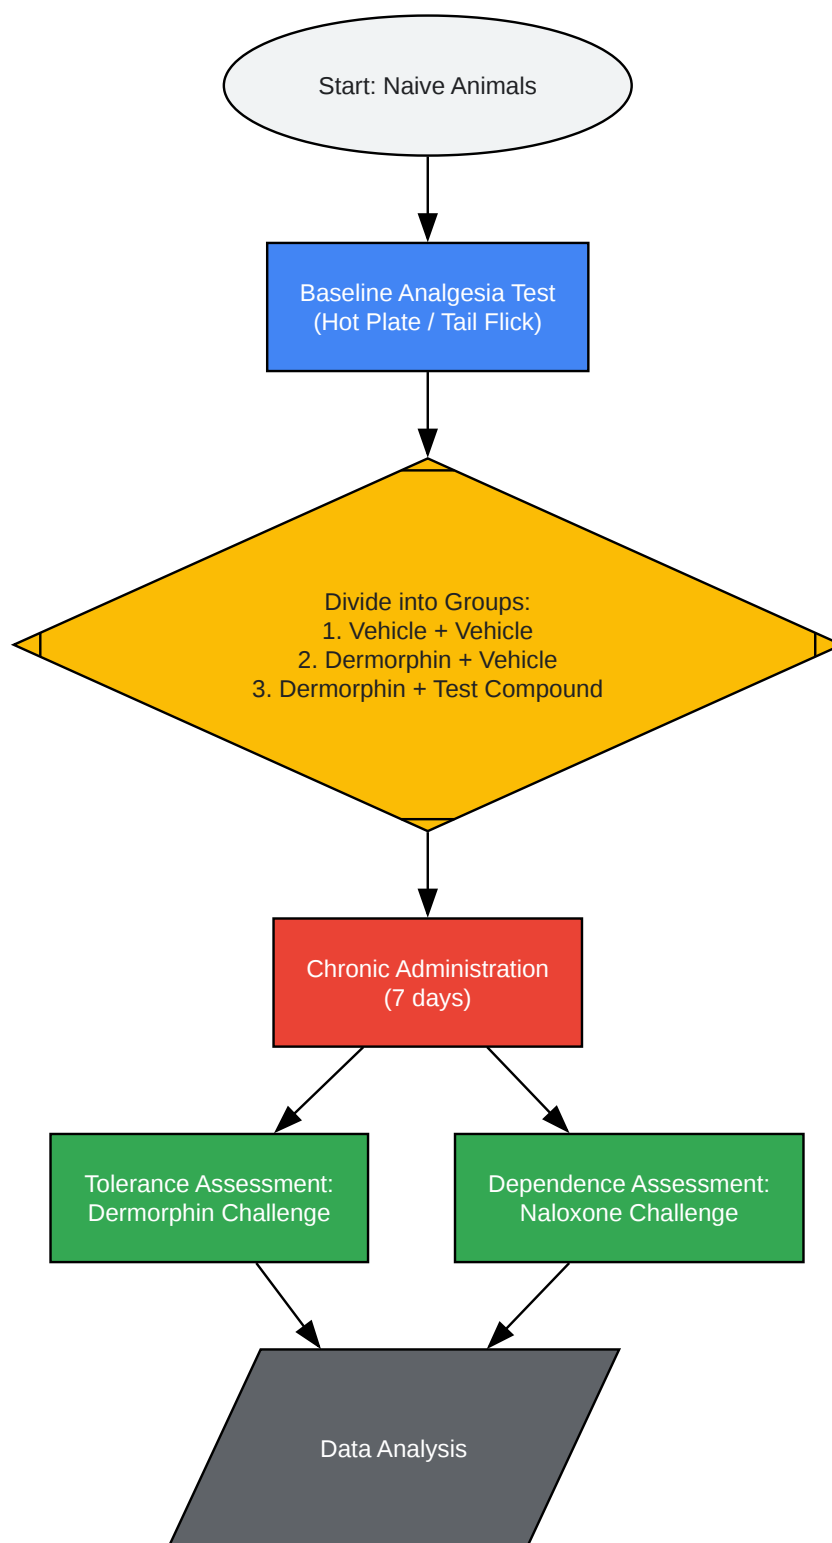 Start: Naive Animals
Baseline Analgesia Test
(Hot Plate / Tail Flick)
Divide into Groups:
1. Vehicle + Vehicle
2. Dermorphin + Vehicle
3. Dermorphin + Test Compound
Chronic Administration
(7 days)
Tolerance Assessment:
Dermorphin Challenge
Dependence Assessment:
Naloxone Challenge
Data Analysis